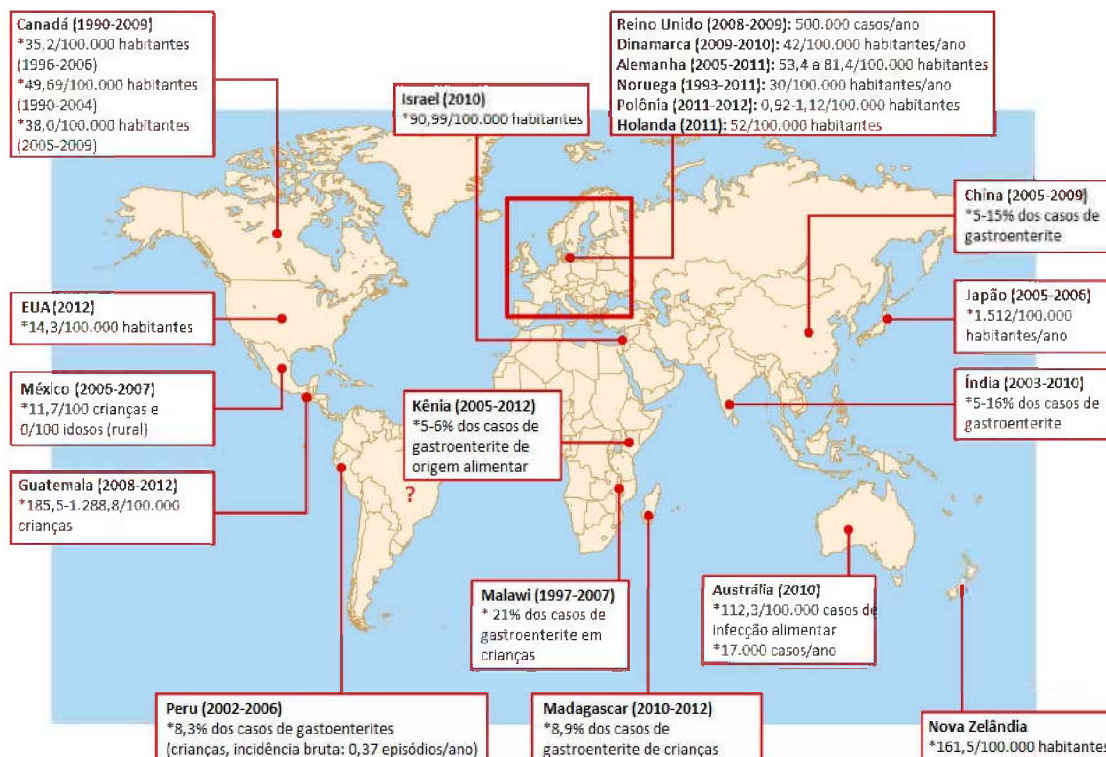 Canadá (1990-2009)
*35,2/100.000 habitantes
(1996-2006)
*49,69/100.000 habitantes
(1990-2004)
*38,0/100.000 habitantes
(2005-2009)
Israel (2010)
*90,99/100.000 habitantes
Reino Unido (2008-2009): 500.000 casos/ano
Dinamarca (2009-2010): 42/100.000 habitantes/ano
Alemanha (2005-2011): 53,4 a 81,4/100.000 habitantes
Noruega (1993-2011): 30/100.000 habitantes/ano
Polônia (2011-2012): 0,92-1,12/100.000 habitantes
Holanda (2011): 52/100.000 habitantes
China (2005-2009)
*5-15% dos casos de
gastroenterite
EUA (2012)
*14,3/100.000 habitantes
Japão (2005-2006)
*1.512/100.000
habitantes/ano
México (2006-2007)
*11,7/100 crianças e
0/100 idosos (rural)
Kênia (2005-2012)
*5-6% dos casos de
gastroenterite de
origem alimentar
Índia (2003-2010)
*5-16% dos casos de
gastroenterite
Guatemala (2008-2012)
*185,5-1.288,8/100.000
crianças
?
Malawi (1997-2007)
* 21% dos casos de
gastroenterite em
crianças
Austrália (2010)
*112,3/100.000 casos de
infecção alimentar
*17.000 casos/ano
Peru (2002-2006)
*8,3% dos casos de gastoenterites
(crianças, incidência bruta: 0,37 episódios/ano)
Madagascar (2010-2012)
*8,9% dos casos de
gastroenterite de crianças
Nova Zelândia
*161,5/100.000 habitantes